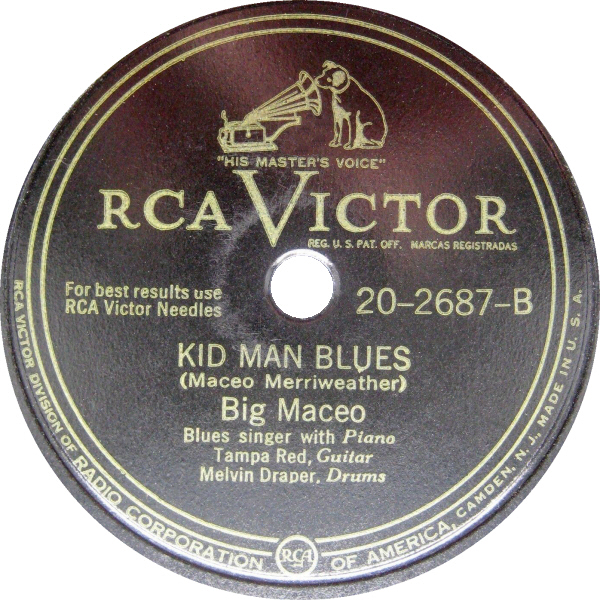 "HIS MASTER'S VOICE"
RCA VICTOR
REG. U. S. PAT. OFF. MARCAS REGISTRADAS
For best results use
RCA Victor Needles
20-2687-B
KID MAN BLUES
(Maceo Merriweather)
Big Maceo
Blues singer with Piano
Tampa Red, Guitar
Melvin Draper, Drums
RCA VICTOR DIVISION OF RADIO CORPORATION OF AMERICA, CAMDEN, N. J., MADE IN U. S. A.
RCA